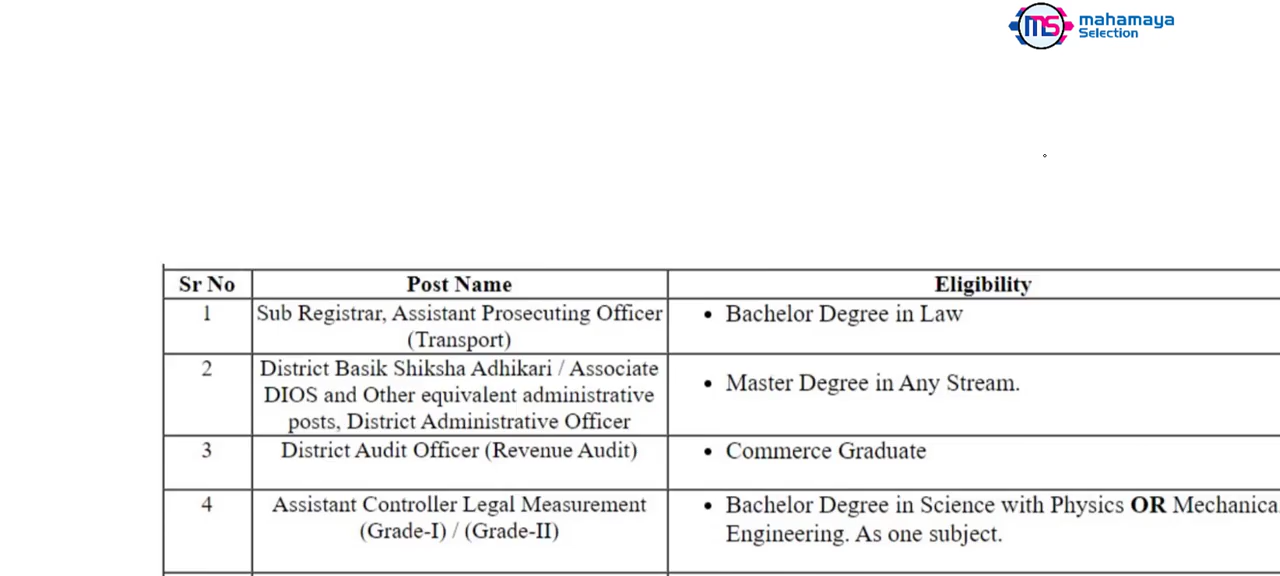 MS mahamaya
Selection
Sr No Post Name Eligibility
1 Sub Registrar, Assistant Prosecuting Officer • Bachelor Degree in Law
(Transport)
2 District Basik Shiksha Adhikari / Associate
DIOS and Other equivalent administrative • Master Degree in Any Stream.
posts, District Administrative Officer
3 District Audit Officer (Revenue Audit) • Commerce Graduate
4 Assistant Controller Legal Measurement • Bachelor Degree in Science with Physics OR Mechanica
(Grade-I) / (Grade-II) Engineering. As one subject.